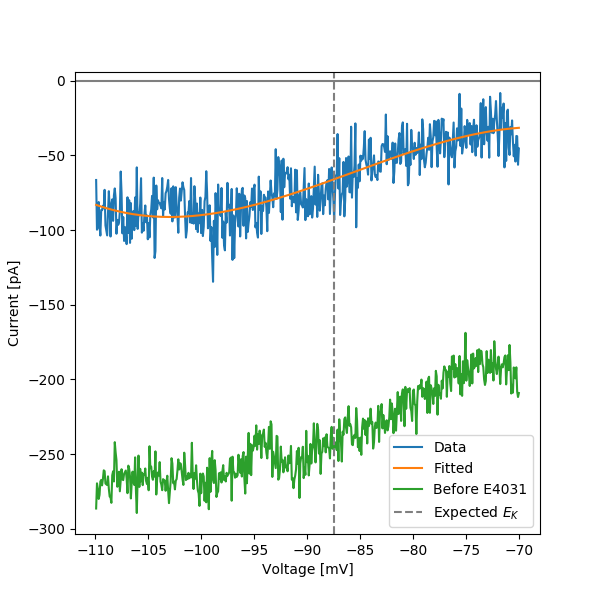 0
−50
−100
−150
−200
−250
−300
Current [pA]
−110
−105
−100
−95
−90
−85
−80
−75
−70
Voltage [mV]
Data
Fitted
Before E4031
Expected E_K